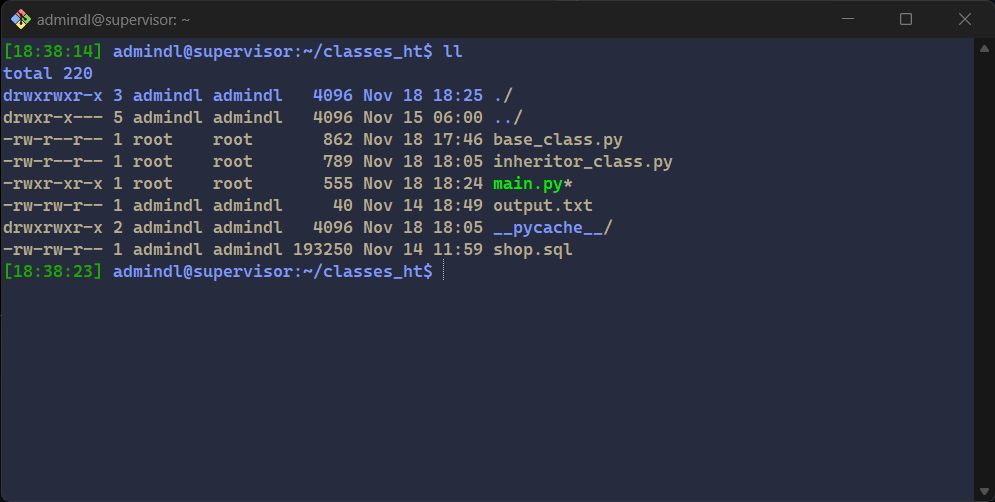 admindl@supervisor: ~
[18:38:14] admindl@supervisor:~/classes_ht$ ll
total 220
drwxrwxr-x 3 admindl admindl   4096 Nov 18 18:25 ./
drwxr-x--- 5 admindl admindl   4096 Nov 15 06:00 ../
-rw-r--r-- 1 root    root       862 Nov 18 17:46 base_class.py
-rw-r--r-- 1 root    root       789 Nov 18 18:05 inheritor_class.py
-rwxr-xr-x 1 root    root       555 Nov 18 18:24 main.py*
-rw-rw-r-- 1 admindl admindl     40 Nov 14 18:49 output.txt
drwxrwxr-x 2 admindl admindl   4096 Nov 18 18:05 __pycache__/
-rw-rw-r-- 1 admindl admindl 193250 Nov 14 11:59 shop.sql
[18:38:23] admindl@supervisor:~/classes_ht$